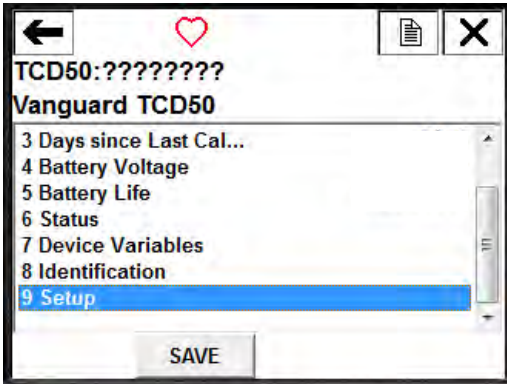 TCD50:????????
Vanguard TCD50
3 Days since Last Cal...
4 Battery Voltage
5 Battery Life
6 Status
7 Device Variables
8 Identification
9 Setup
SAVE